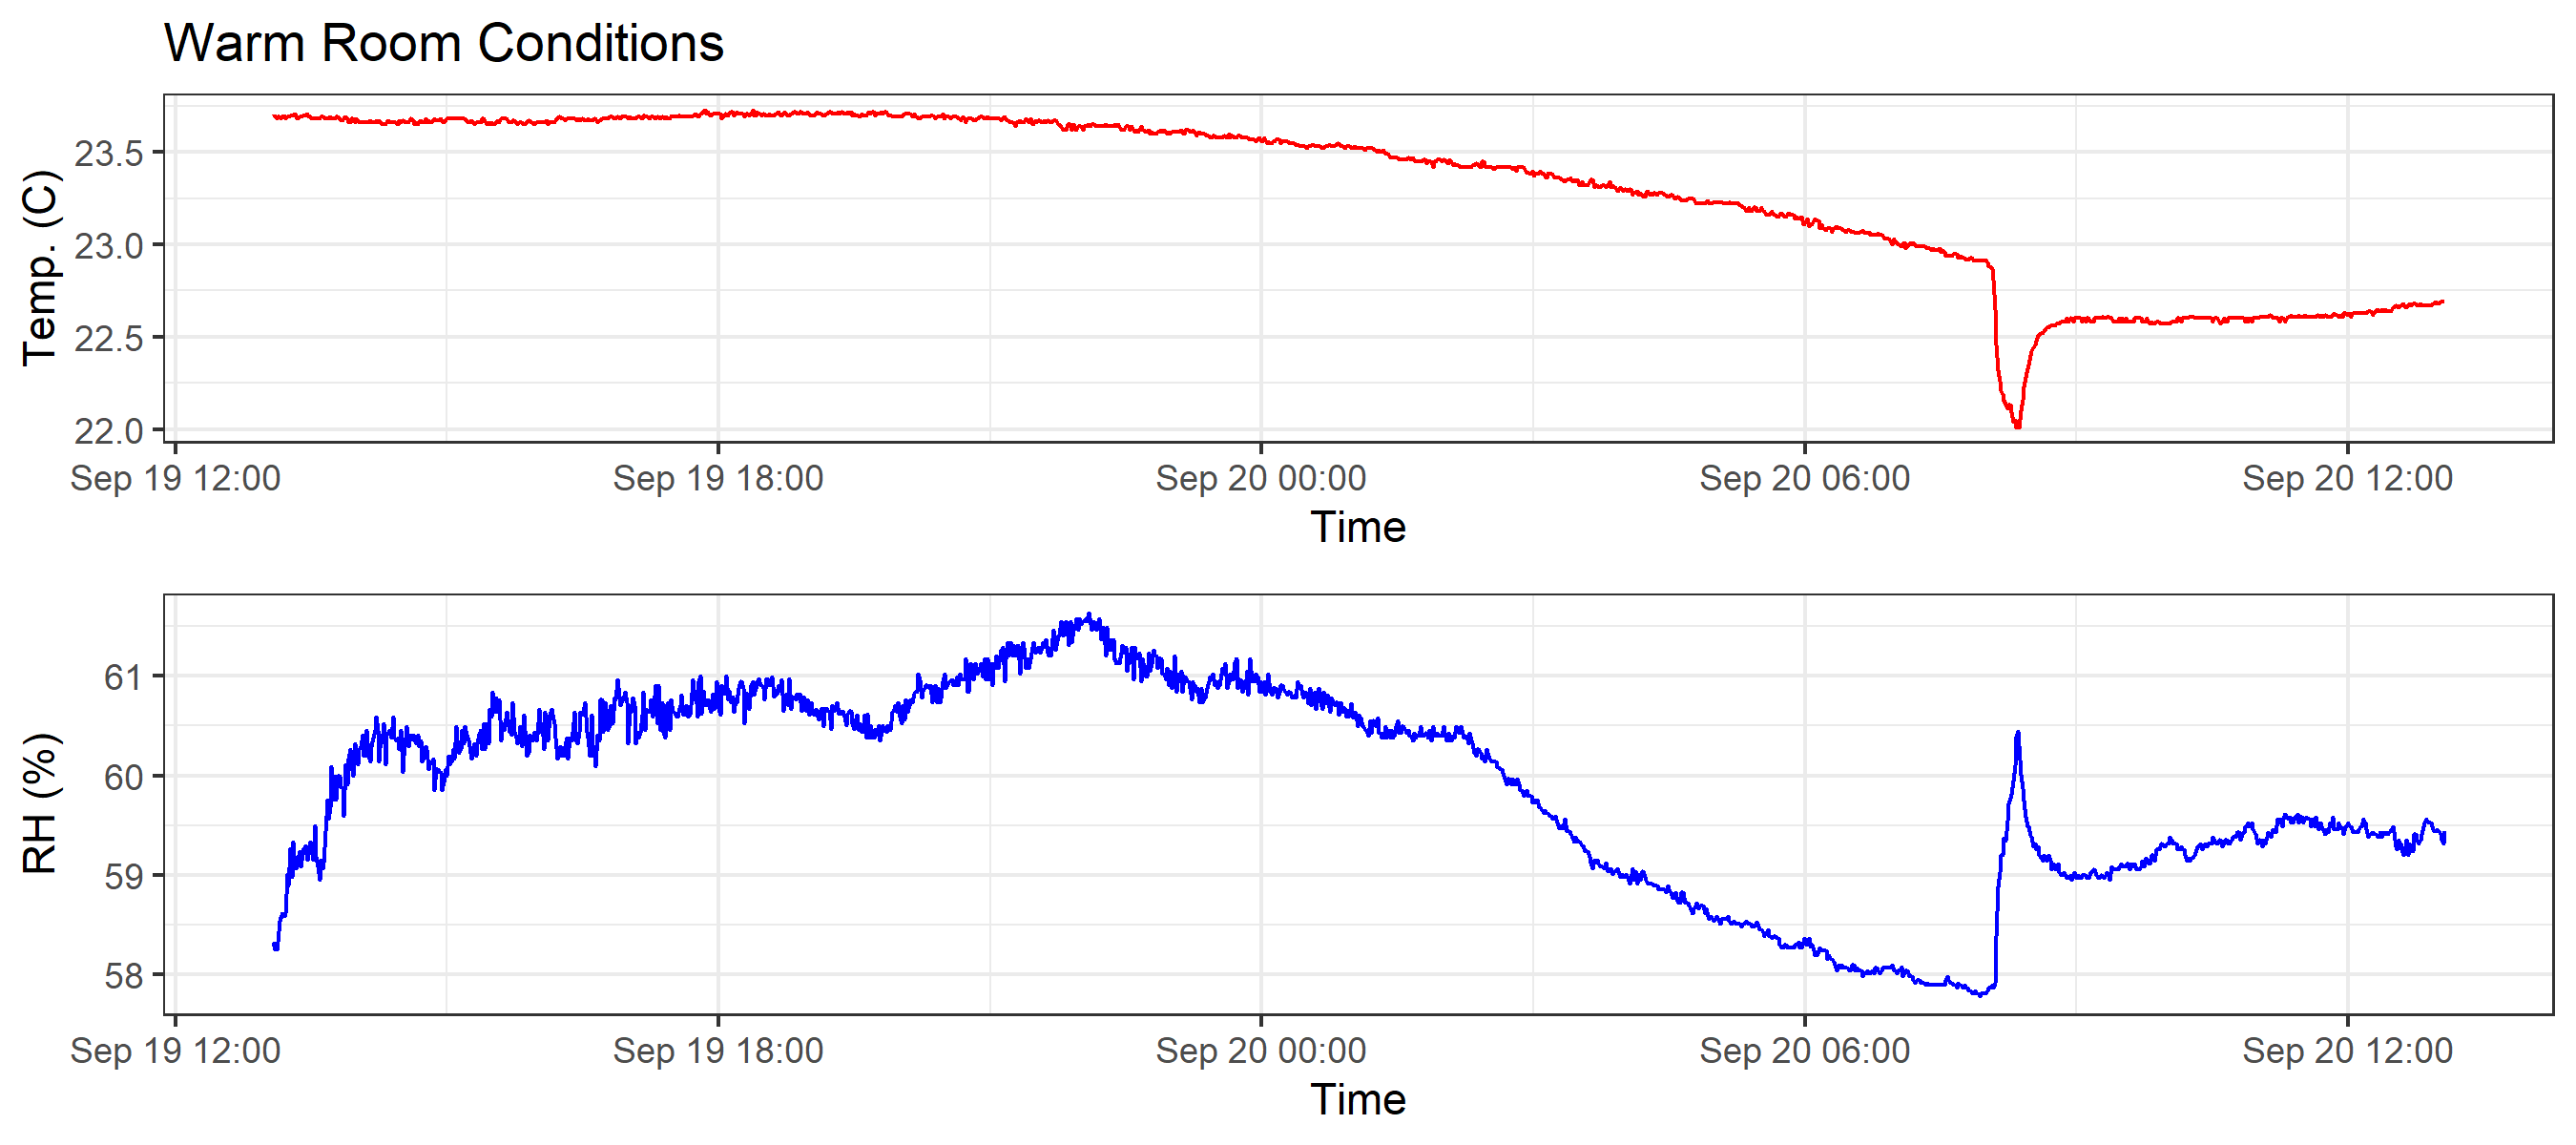 Warm Room Conditions
Temp. (C)
23.5
23.0
22.5
22.0
Sep 19 12:00 Sep 19 18:00 Sep 20 00:00 Sep 20 06:00 Sep 20 12:00
Time
RH (%)
61
60
59
58
Sep 19 12:00 Sep 19 18:00 Sep 20 00:00 Sep 20 06:00 Sep 20 12:00
Time